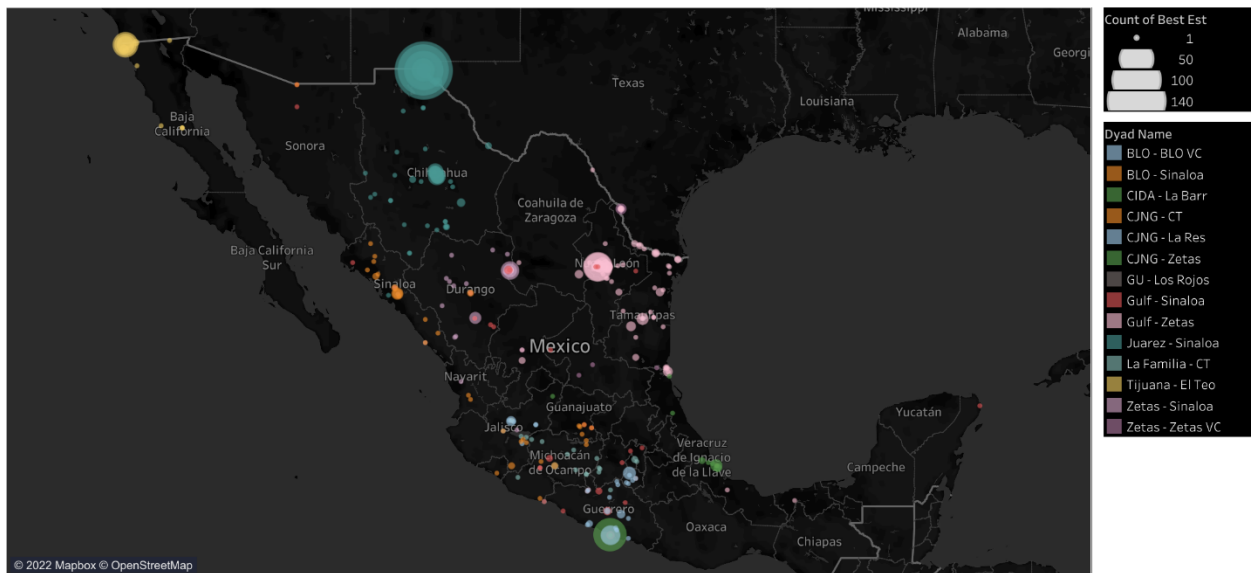 Mississippi
Alabama
Georgi
Texas
Louisiana
Baja
California
Sonora
Chihuahua
Coahuila de
Zaragoza
Baja California
Sur
Nuevo León
Sinaloa
Durango
Tamaulipas
Mexico
Nayarit
Guanajuato
Yucatán
Jalisco
Veracruz
de Ignacio
de la Llave
Michoacán
de Ocampo
Campeche
Guerrero
Oaxaca
Chiapas
© 2022 Mapbox © OpenStreetMap
Count of Best Est
1
50
100
140
Dyad Name
BLO - BLO VC
BLO - Sinaloa
CIDA - La Barr
CJNG - CT
CJNG - La Res
CJNG - Zetas
GU - Los Rojos
Gulf - Sinaloa
Gulf - Zetas
Juarez - Sinaloa
La Familia - CT
Tijuana - El Teo
Zetas - Sinaloa
Zetas - Zetas VC